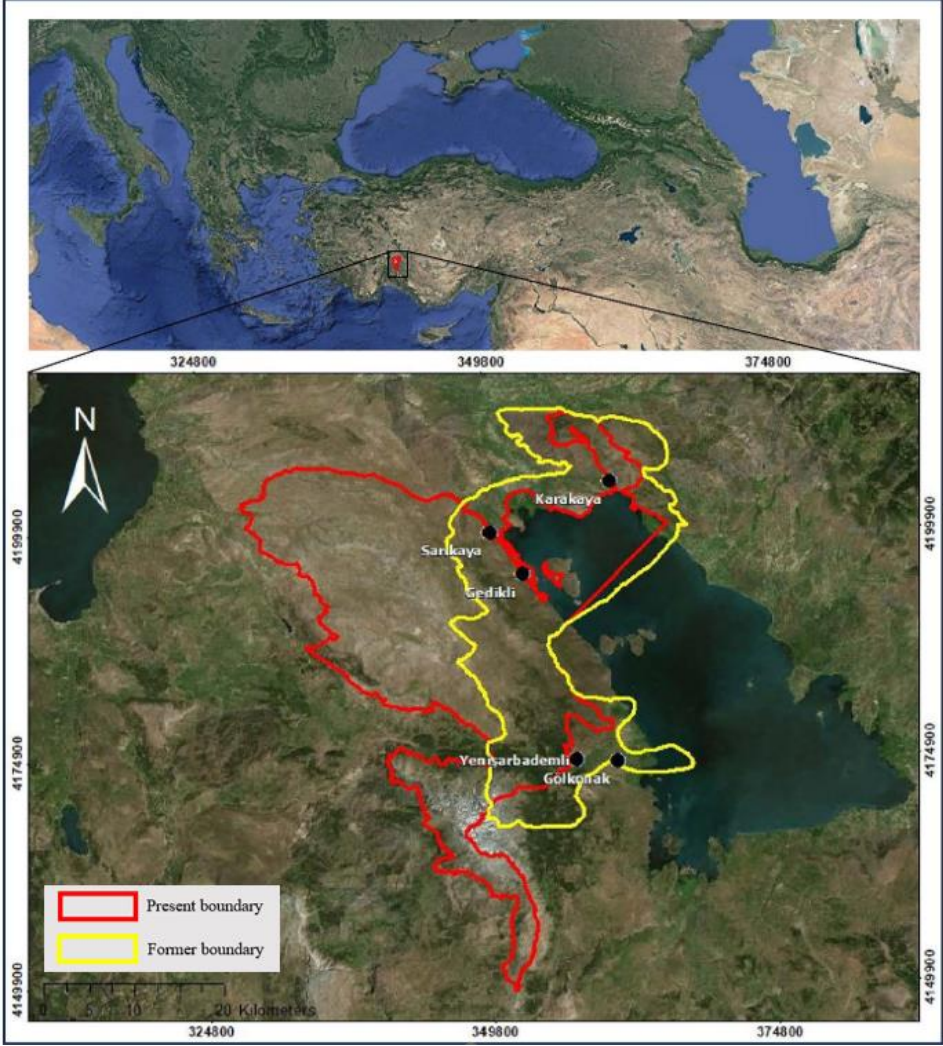 324800 349800 374800
N
4199900 4199900
Karakaya
Sarıkaya
Gedikli
4174900 4174900
Yenişarbademli
Gölkonak
Present boundary
Former boundary
4149900 4149900
0 5 10 20 Kilometers
324800 349800 374800